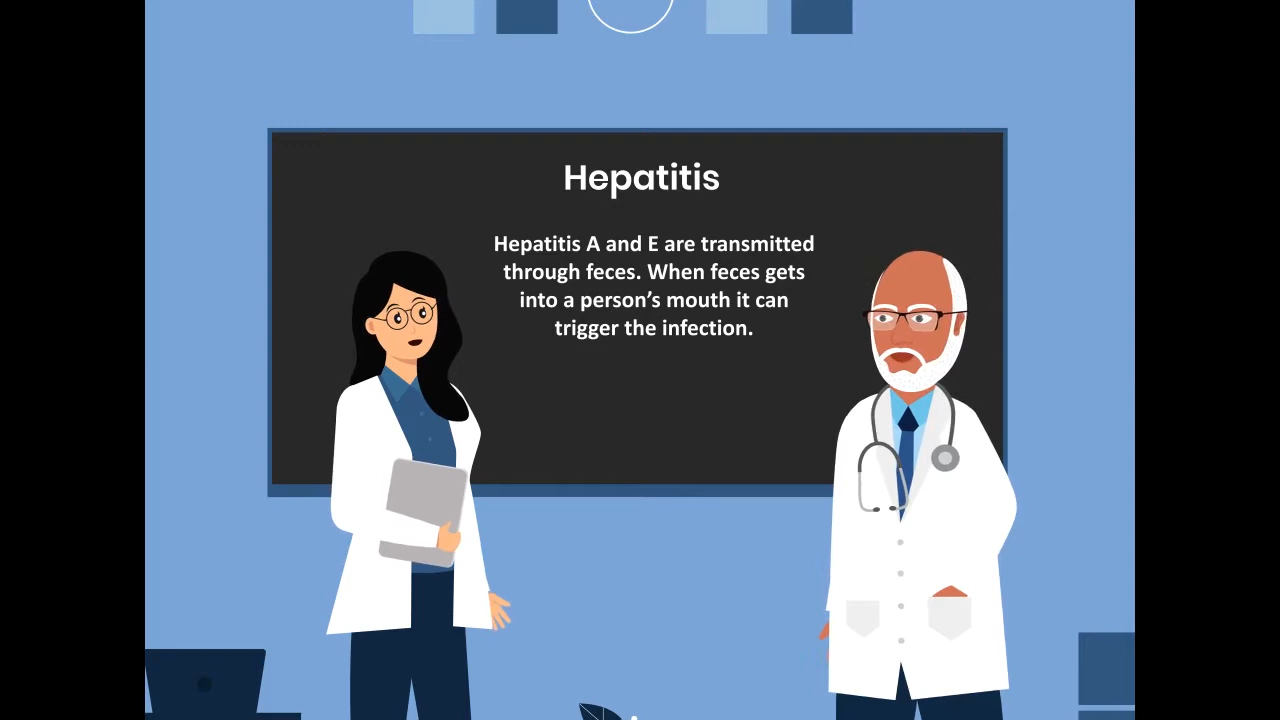 Hepatitis
Hepatitis A and E are transmitted
through feces. When feces gets
into a person’s mouth it can
trigger the infection.